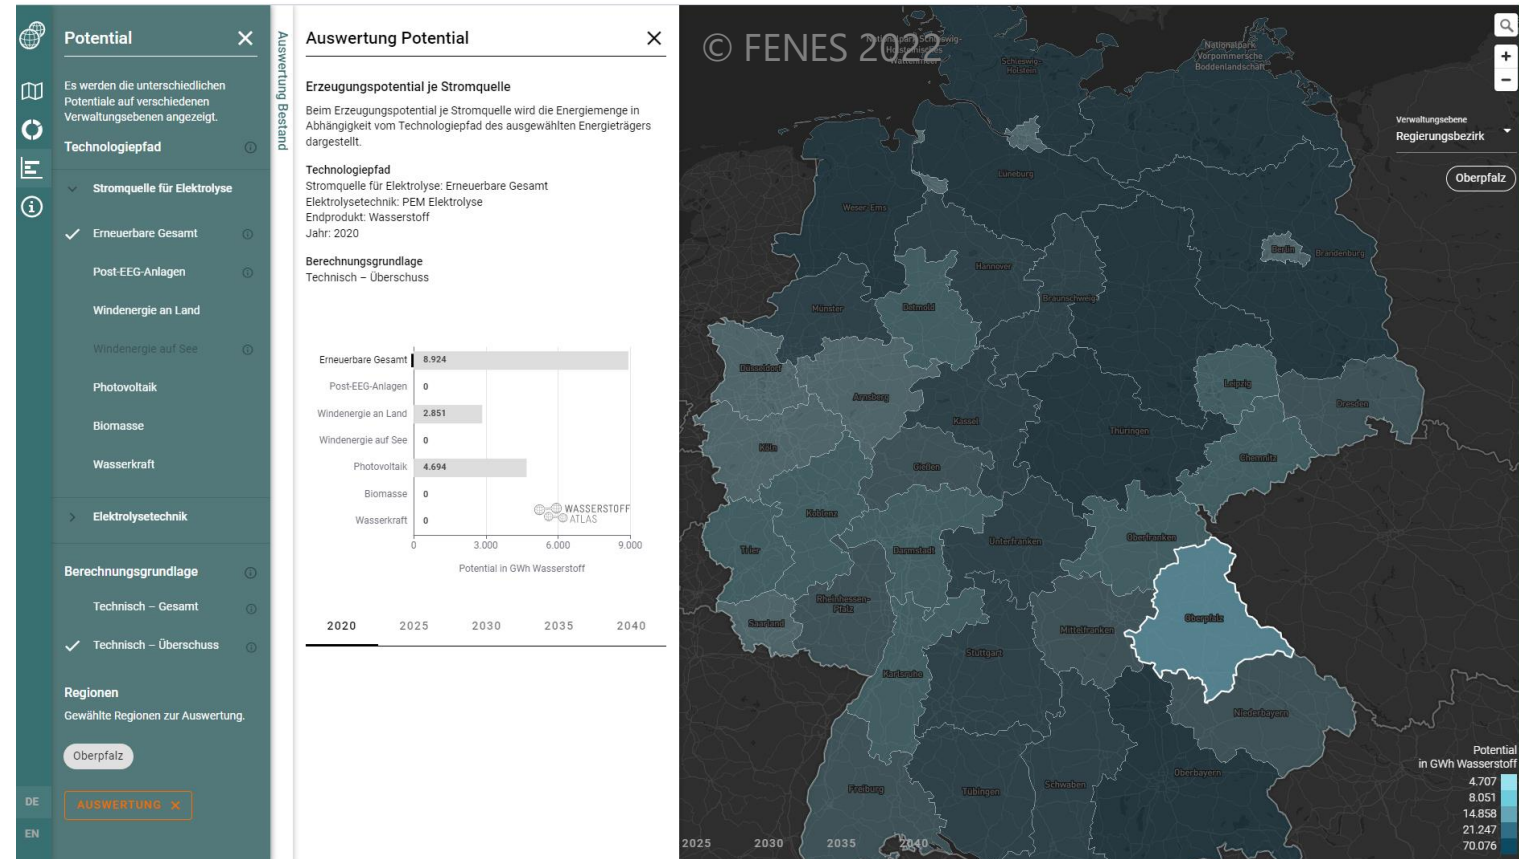 Potential
Es werden die unterschiedlichen
Potentiale auf verschiedenen
Verwaltungsebenen angezeigt.
Technologiepfad
Stromquelle für Elektrolyse
Erneuerbare Gesamt
Post-EEG-Anlagen
Windenergie an Land
Windenergie auf See
Photovoltaik
Biomasse
Wasserkraft
Elektrolysetechnik
Berechnungsgrundlage
Technisch – Gesamt
Technisch – Überschuss
Regionen
Gewählte Regionen zur Auswertung.
Oberpfalz
AUSWERTUNG
DE
EN
Auswertung Bestand
Auswertung Potential
Erzeugungspotential je Stromquelle
Beim Erzeugungspotential je Stromquelle wird die Energiemenge in
Abhängigkeit vom Technologiepfad des ausgewählten Energieträgers
dargestellt.
Technologiepfad
Stromquelle für Elektrolyse: Erneuerbare Gesamt
Elektrolysetechnik: PEM Elektrolyse
Endprodukt: Wasserstoff
Jahr: 2020
Berechnungsgrundlage
Technisch – Überschuss
Erneuerbare Gesamt 8.924
Post-EEG-Anlagen 0
Windenergie an Land 2.851
Windenergie auf See 0
Photovoltaik 4.694
Biomasse 0
Wasserkraft 0
WASSERSTOFF
ATLAS
0 3.000 6.000 9.000
Potential in GWh Wasserstoff
2020 2025 2030 2035 2040
© FENES 2022
Schleswig-
Holstein
Nationalpark
Vorpommersche
Boddenlandschaft
Verwaltungsebene
Regierungsbezirk
Oberpfalz
Lüneburg
Weser-Ems
Berlin
Brandenburg
Hannover
Braunschweig
Münster
Detmold
Düsseldorf
Leipzig
Arnsberg
Dresden
Kassel
Thüringen
Köln
Gießen
Chemnitz
Koblenz
Oberfranken
Unterfranken
Trier
Darmstadt
Rheinhessen-
Pfalz
Saarland
Oberpfalz
Mittelfranken
Stuttgart
Karlsruhe
Niederbayern
Oberbayern
Schwaben
Freiburg
Tübingen
Potential
in GWh Wasserstoff
4.707
8.051
14.858
21.247
70.076
2025 2030 2035 2040